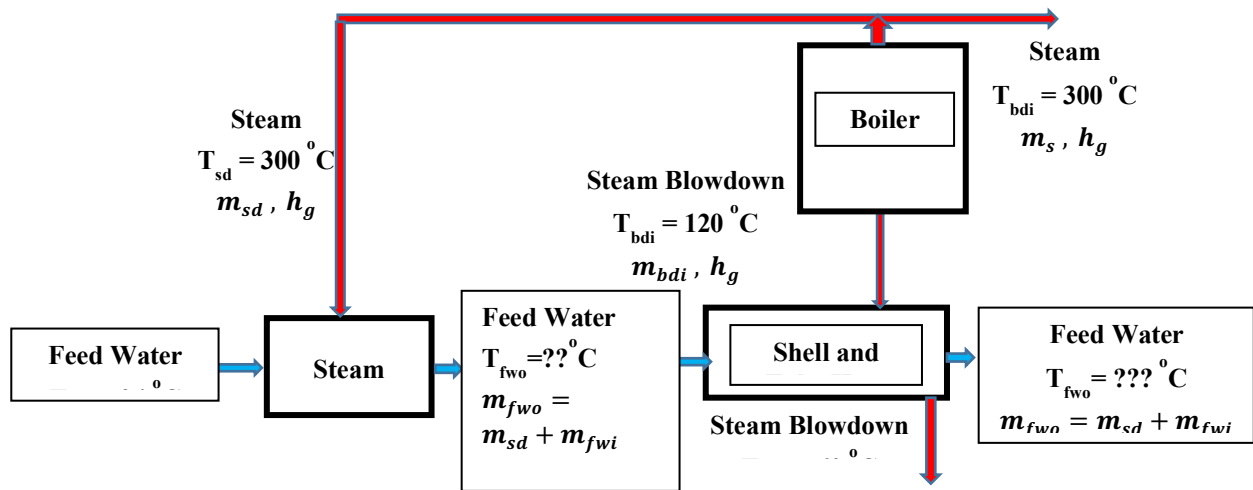 Steam
T_bdi = 300 °C
m_s , h_g
Boiler
Steam
T_sd = 300 °C
m_sd , h_g
Steam Blowdown
T_bdi = 120 °C
m_bdi , h_g
Feed Water
Steam
Feed Water
T_fwo=??°C
m_fwo =
m_sd + m_fwi
Shell and
Steam Blowdown
Feed Water
T_fwo= ??? °C
m_fwo = m_sd + m_fwi